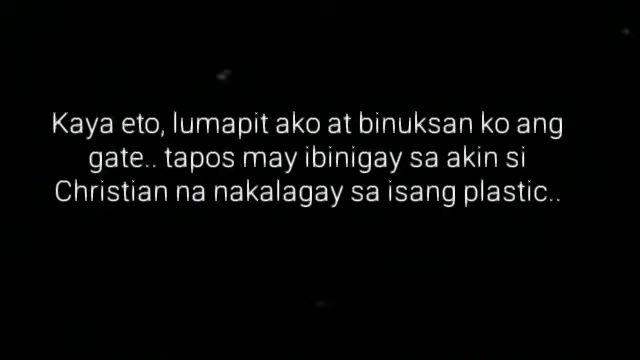 Kaya eto, lumapit ako at binuksan ko ang
gate.. tapos may ibinigay sa akin si
Christian na nakalagay sa isang plastic..